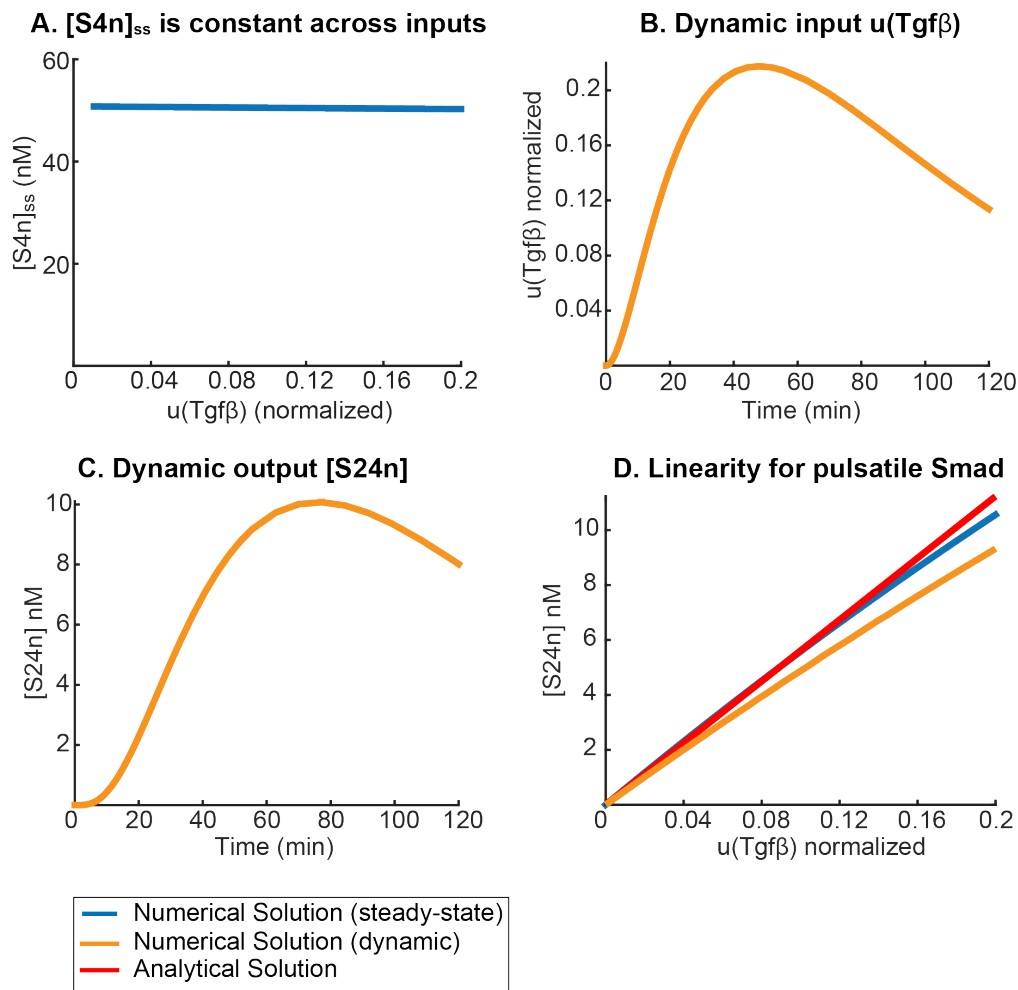 A. [S4n]ss is constant across inputs
60
40
20
[S4n]ss (nM)
0 0.04 0.08 0.12 0.16 0.2
u(Tgfβ) (normalized)
B. Dynamic input u(Tgfβ)
0.2
0.16
0.12
0.08
0.04
u(Tgfβ) normalized
0 20 40 60 80 100 120
Time (min)
C. Dynamic output [S24n]
10
8
6
4
2
[S24n] nM
0 20 40 60 80 100 120
Time (min)
D. Linearity for pulsatile Smad
10
8
6
4
2
[S24n] nM
0 0.04 0.08 0.12 0.16 0.2
u(Tgfβ) normalized
Numerical Solution (steady-state)
Numerical Solution (dynamic)
Analytical Solution